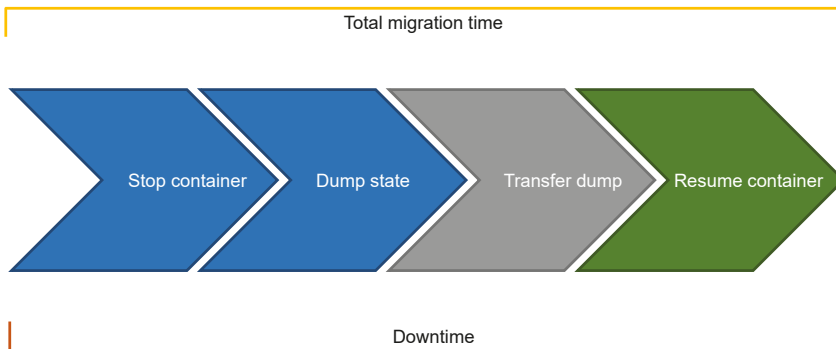 Total migration time
Stop container
Dump state
Transfer dump
Resume container
Downtime